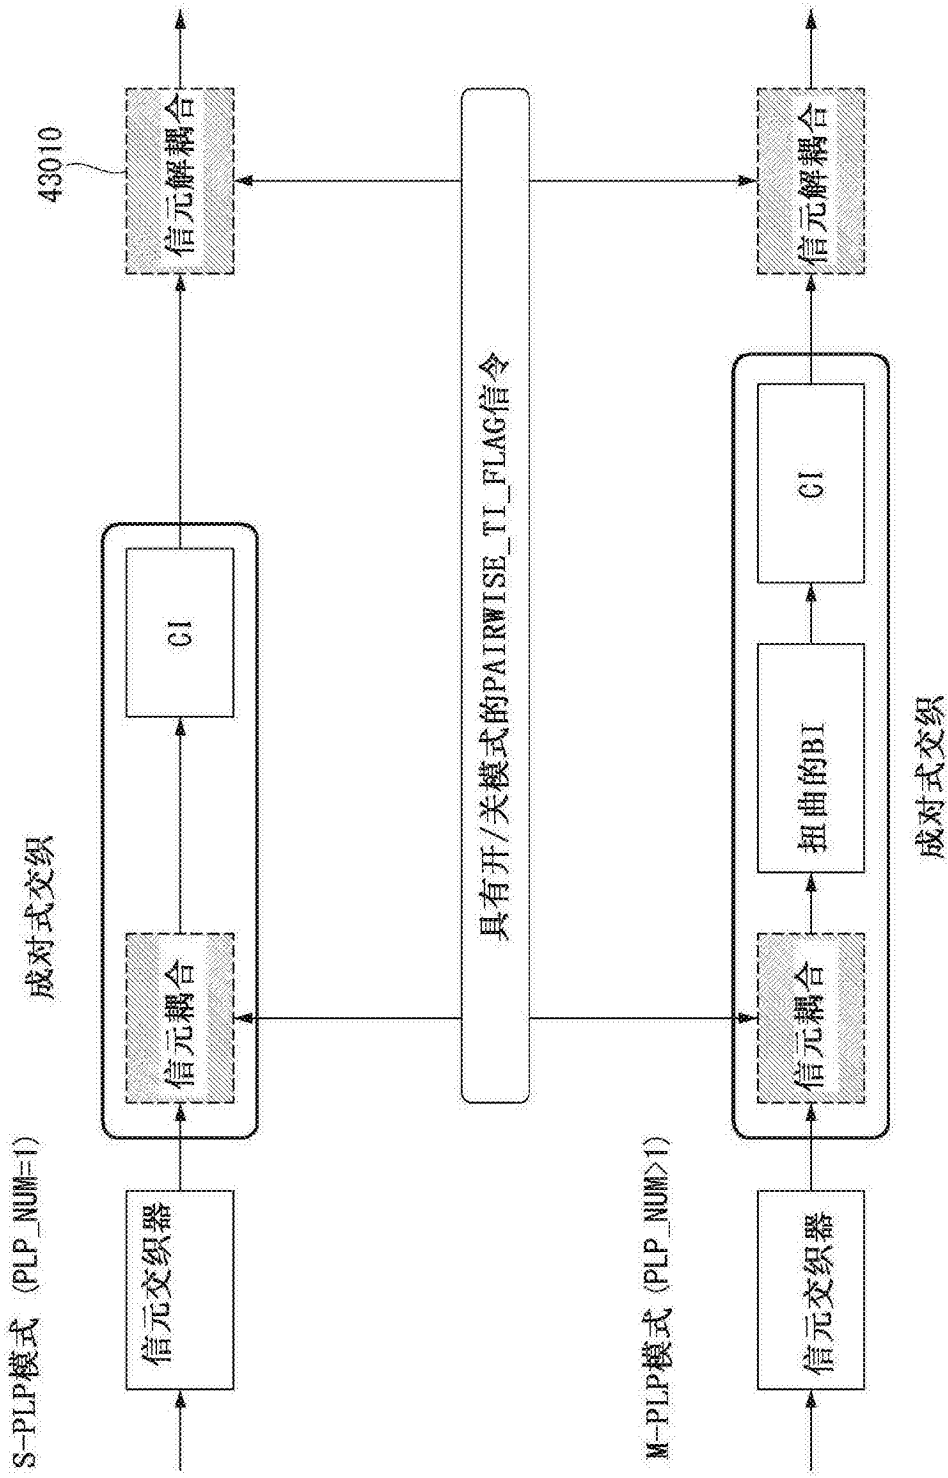 S-PLP模式 (PLP_NUM=1)
成对式交织
43010
信元交织器
信元耦合
CI
信元解耦合
具有开/关模式的PAIRWISE_TI_FLAG信令
M-PLP模式 (PLP_NUM>1)
信元交织器
信元耦合
扭曲的BI
CI
信元解耦合
成对式交织